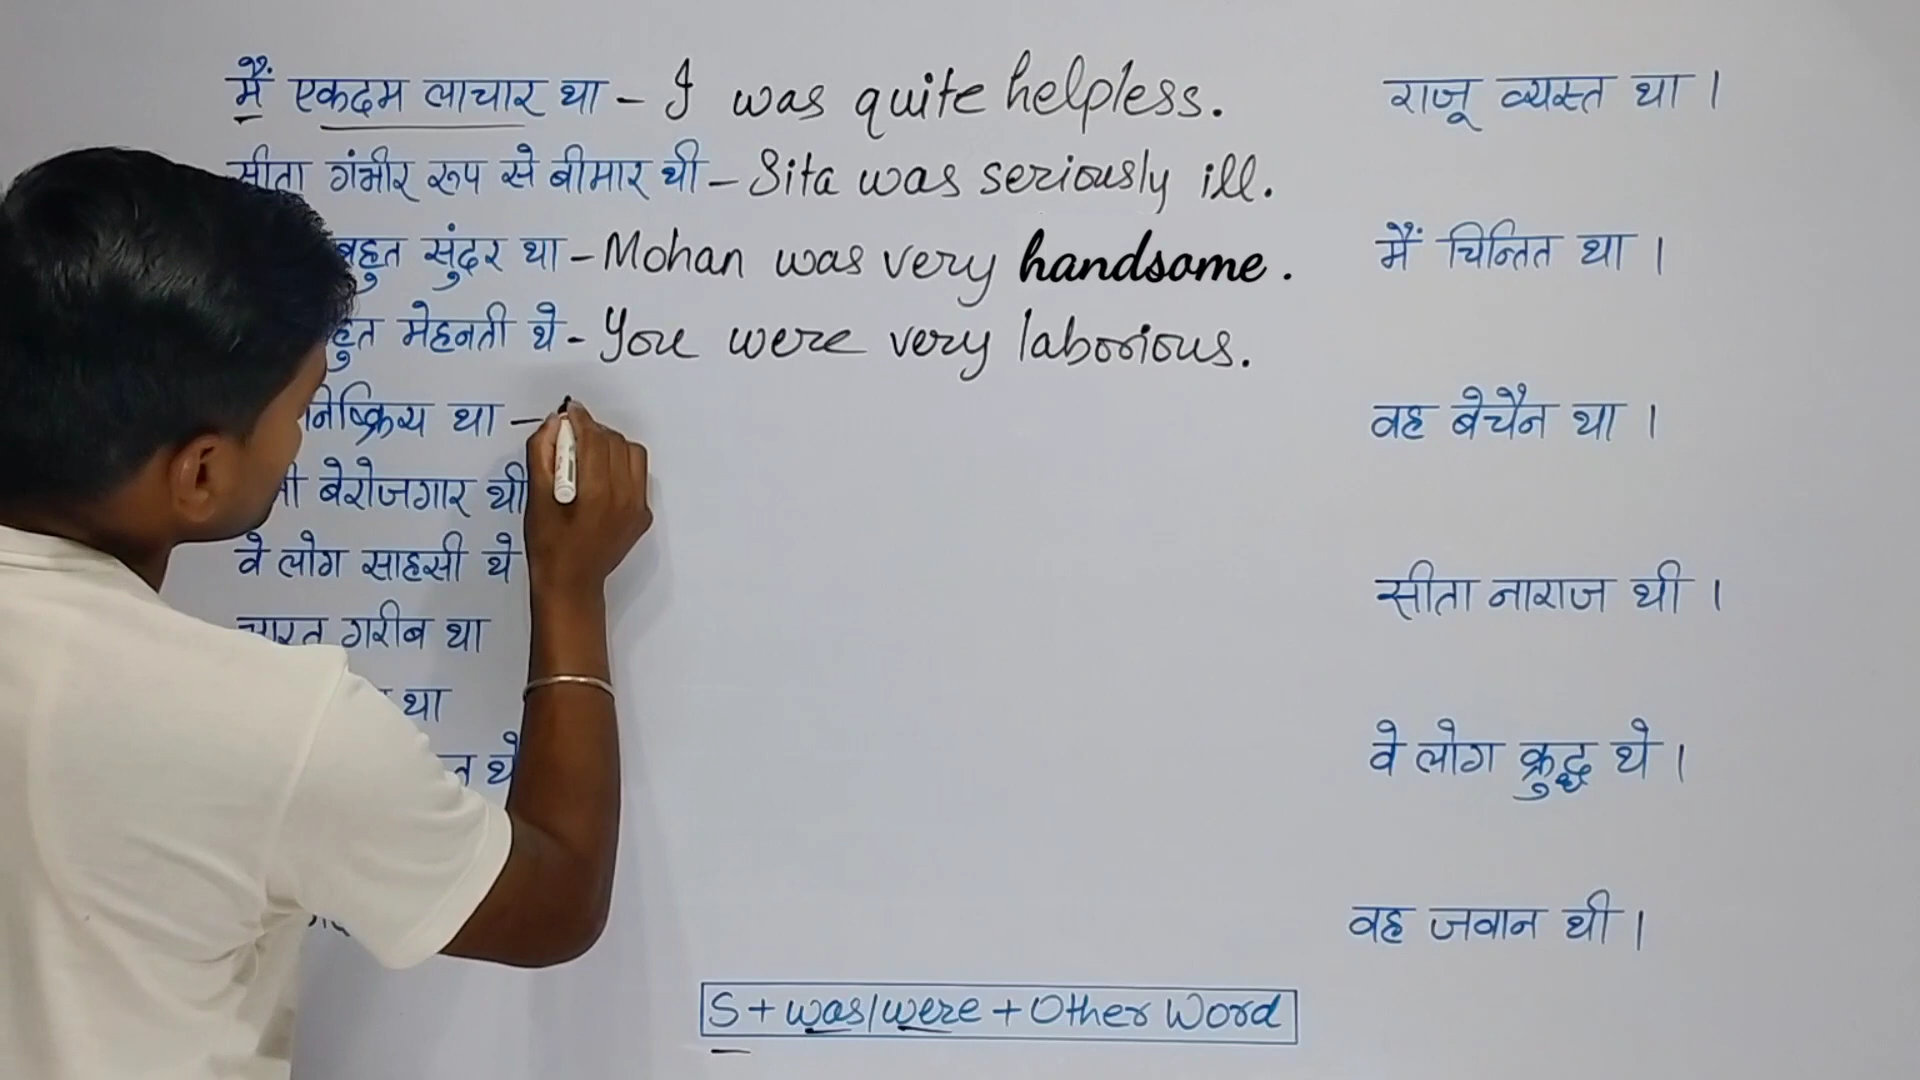 मैं एकदम लाचार था - I was quite helpless.
सीता गंभीर रूप से बीमार थी - Sita was seriously ill.
बहुत सुंदर था - Mohan was very handsome.
मेहनती थे - You were very laborious.
निष्क्रिय था -
बेरोजगार थी
वे लोग साहसी थे
गरीब था
था
थे
राजू व्यस्त था।
मैं चिन्तित था।
वह बेचैन था।
सीता नाराज थी।
वे लोग क्रुद्ध थे।
वह जवान थी।
S + was/were + Other Word